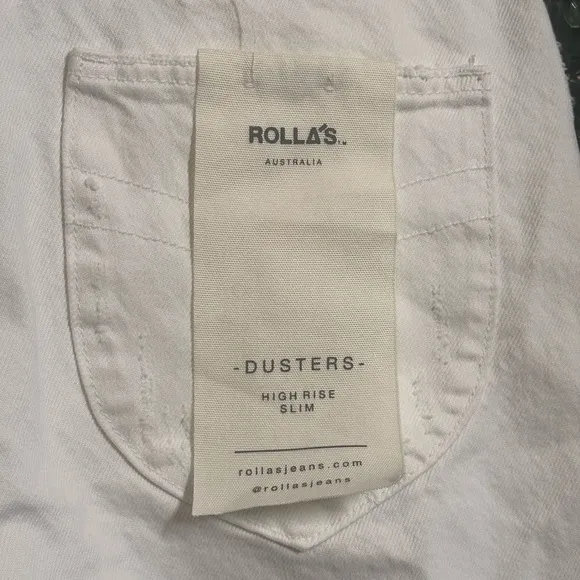 ROLLA'S™
AUSTRALIA
-DUSTERS-
HIGH RISE
SLIM
rollasjeans.com
@rollasjeans